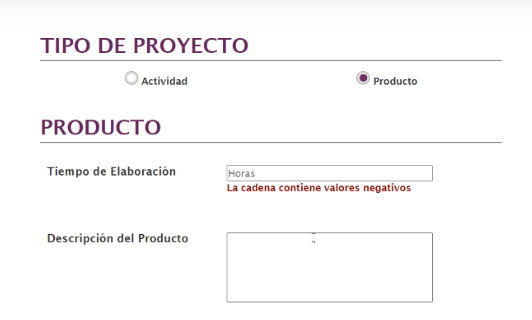 TIPO DE PROYECTO
Actividad Producto
PRODUCTO
Tiempo de Elaboración Horas
La cadena contiene valores negativos
Descripción del Producto